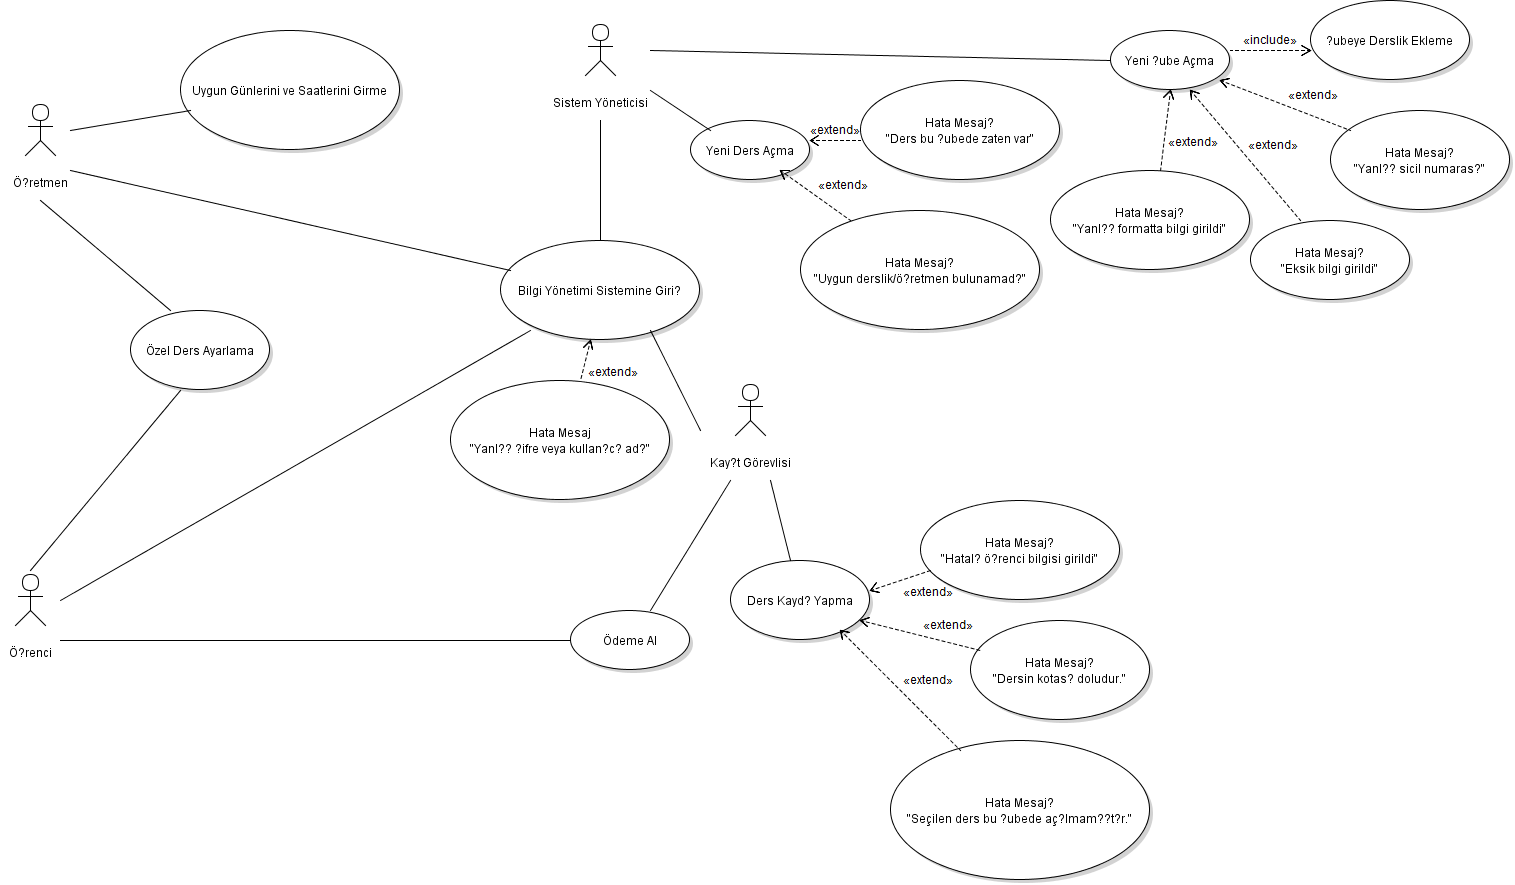 Uygun Günlerini ve Saatlerini Girme
Ö?retmen
Sistem Yöneticisi
Yeni ?ube Açma
«include»
?ubeye Derslik Ekleme
«extend»
Hata Mesaj?
"Yanl?? sicil numaras?"
«extend»
Hata Mesaj?
"Yanl?? formatta bilgi girildi"
«extend»
Hata Mesaj?
"Eksik bilgi girildi"
Yeni Ders Açma
«extend»
Hata Mesaj?
"Ders bu ?ubede zaten var"
«extend»
Hata Mesaj?
"Uygun derslik/ö?retmen bulunamad?"
Bilgi Yönetimi Sistemine Giri?
«extend»
Hata Mesaj
"Yanl?? ?ifre veya kullan?c? ad?"
Özel Ders Ayarlama
Kay?t Görevlisi
Ö?renci
Ödeme Al
Ders Kayd? Yapma
«extend»
Hata Mesaj?
"Hatal? ö?renci bilgisi girildi"
«extend»
Hata Mesaj?
"Dersin kotas? doludur."
«extend»
Hata Mesaj?
"Seçilen ders bu ?ubede aç?lmam??t?r."